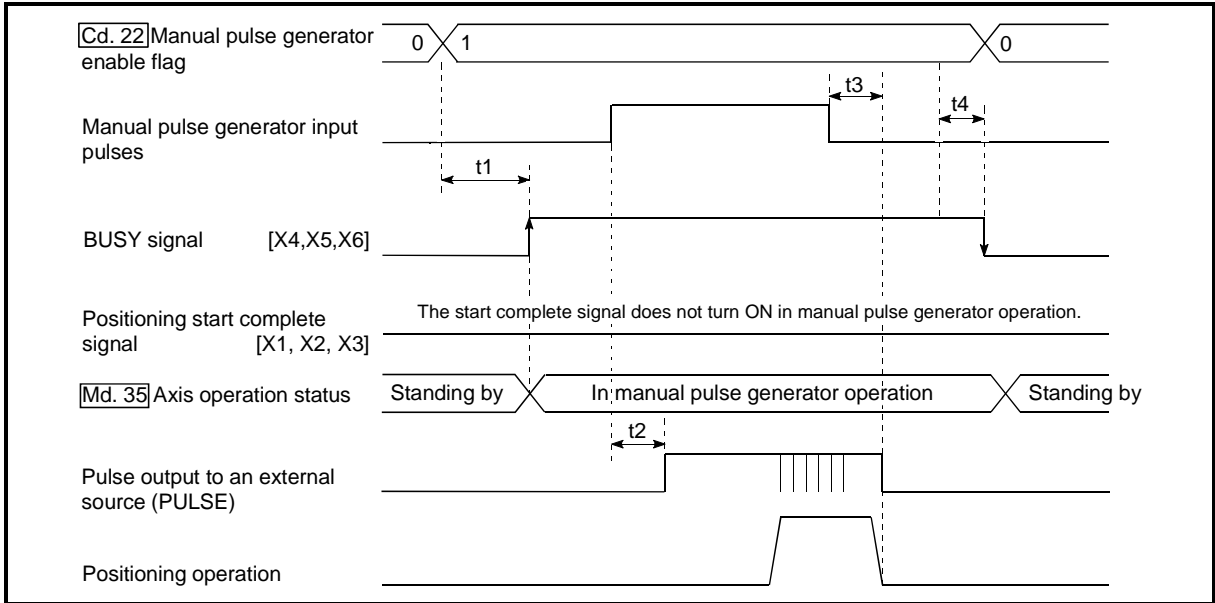 Cd. 22 Manual pulse generator
enable flag
0 1 0
t3
t4
Manual pulse generator input
pulses
t1
BUSY signal [X4,X5,X6]
The start complete signal does not turn ON in manual pulse generator operation.
Positioning start complete
signal [X1, X2, X3]
Md. 35 Axis operation status
Standing by In manual pulse generator operation Standing by
t2
Pulse output to an external
source (PULSE)
Positioning operation